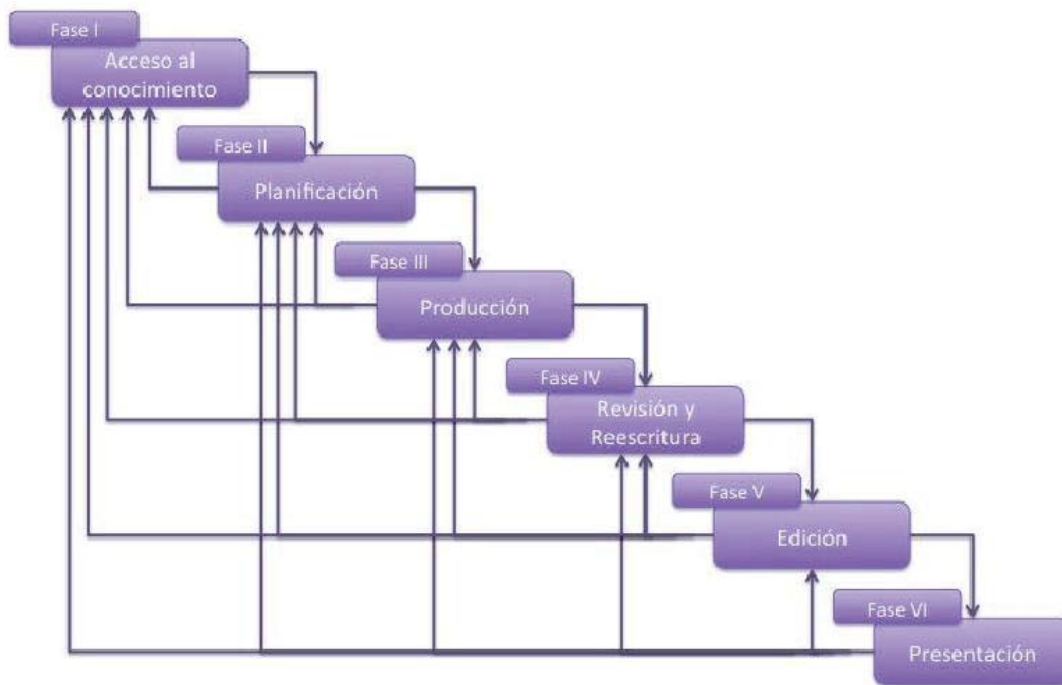 Fase I
Acceso al
conocimiento
Fase II
Planificación
Fase III
Producción
Fase IV
Revisión y
Reescritura
Fase V
Edición
Fase VI
Presentación